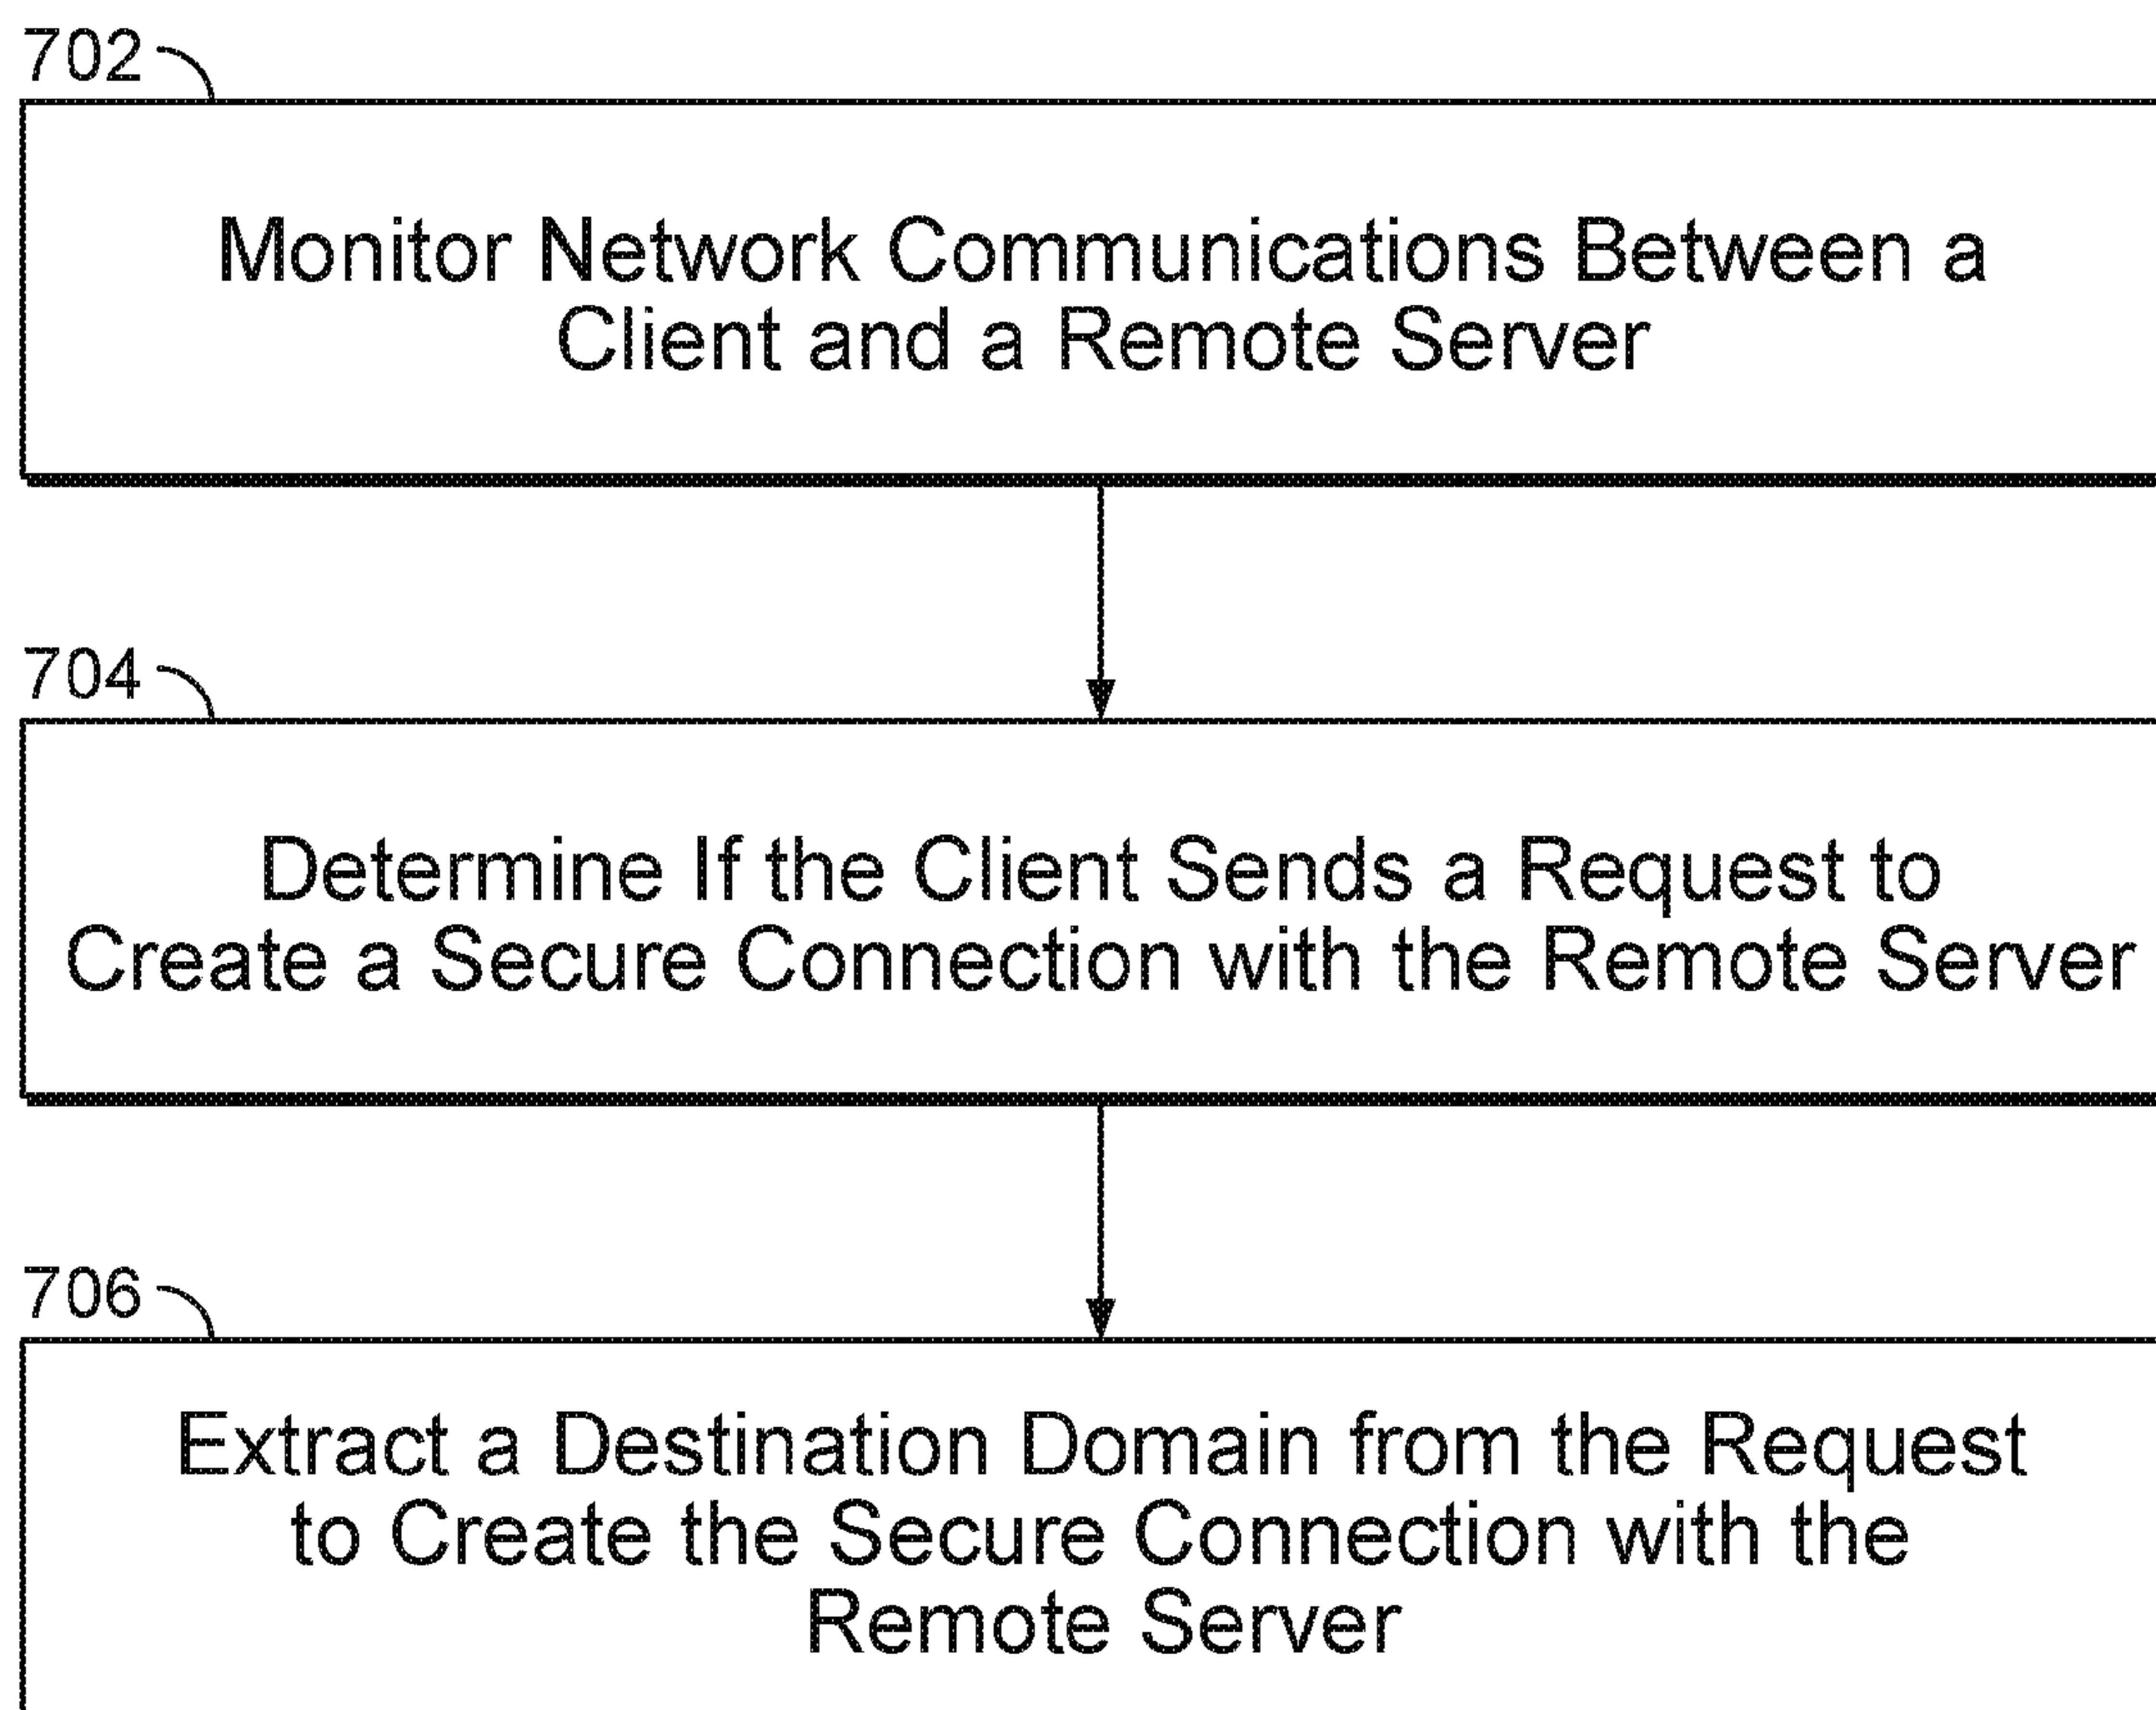 702
Monitor Network Communications Between a
Client and a Remote Server
704
Determine If the Client Sends a Request to
Create a Secure Connection with the Remote Server
706
Extract a Destination Domain from the Request
to Create the Secure Connection with the
Remote Server